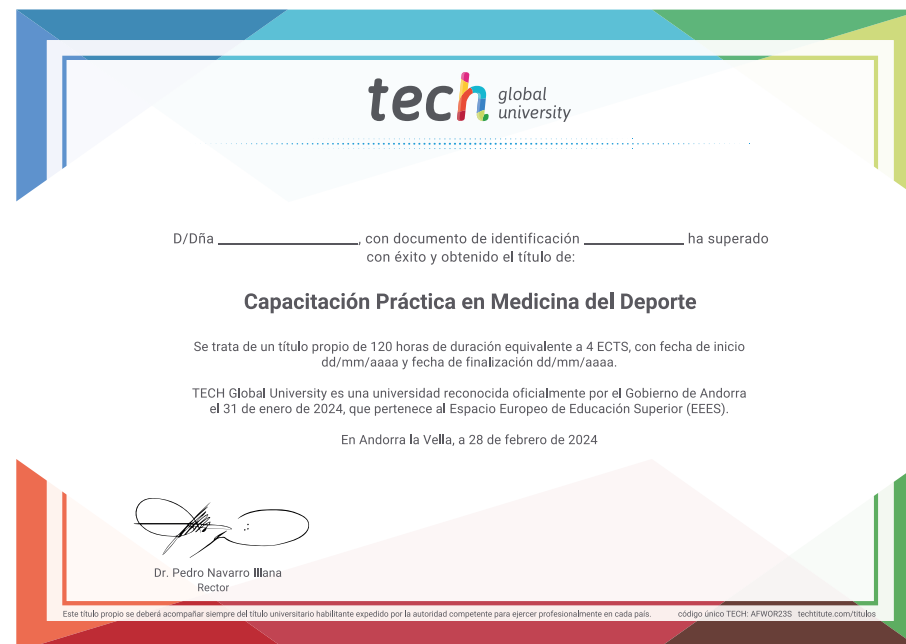 tech global university
D/Dña ____________________, con documento de identificación ______________ ha superado
con éxito y obtenido el título de:
Capacitación Práctica en Medicina del Deporte
Se trata de un título propio de 120 horas de duración equivalente a 4 ECTS, con fecha de inicio
dd/mm/aaaa y fecha de finalización dd/mm/aaaa.
TECH Global University es una universidad reconocida oficialmente por el Gobierno de Andorra
el 31 de enero de 2024, que pertenece al Espacio Europeo de Educación Superior (EEES).
En Andorra la Vella, a 28 de febrero de 2024
Dr. Pedro Navarro Illana
Rector
Este título propio se deberá acompañar siempre del título universitario habilitante expedido por la autoridad competente para ejercer profesionalmente en cada país. código único TECH: AFWOR23S techtitute.com/titulos